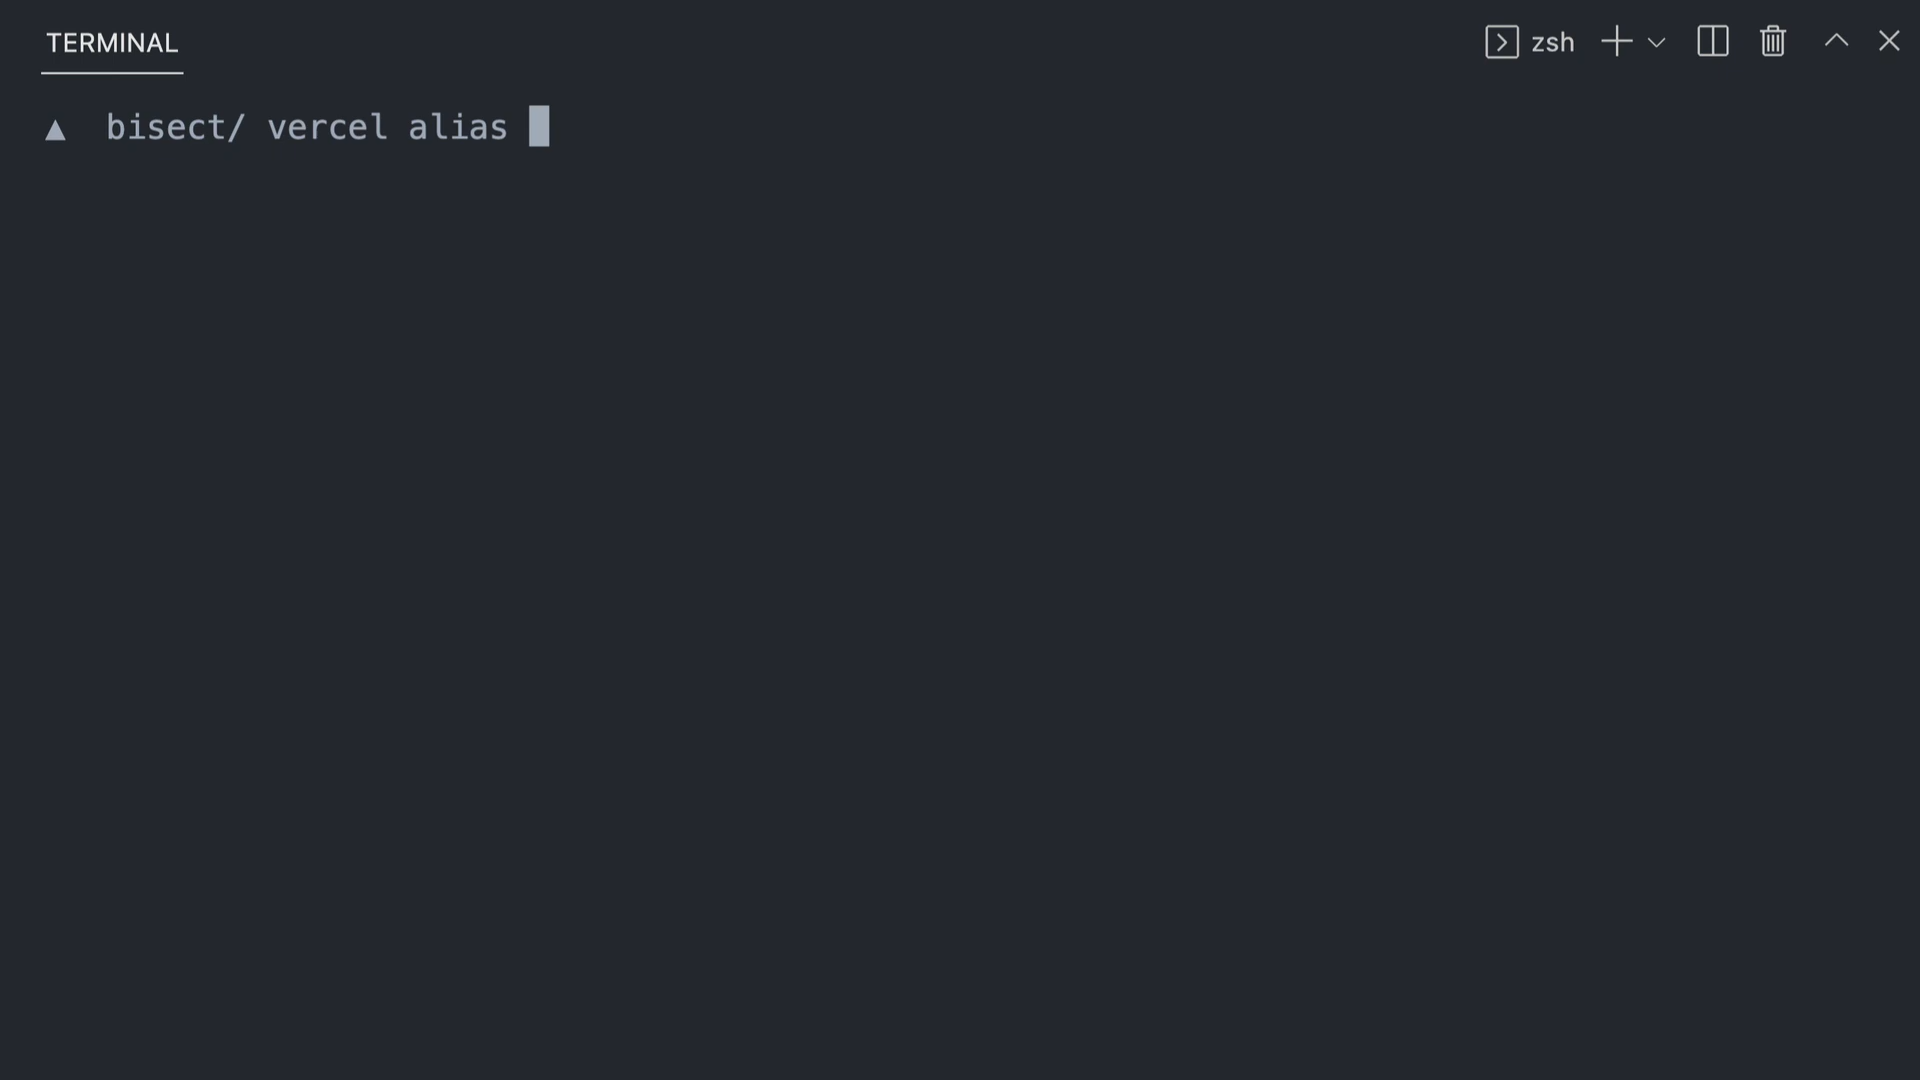 TERMINAL
zsh
▲ bisect/ vercel alias